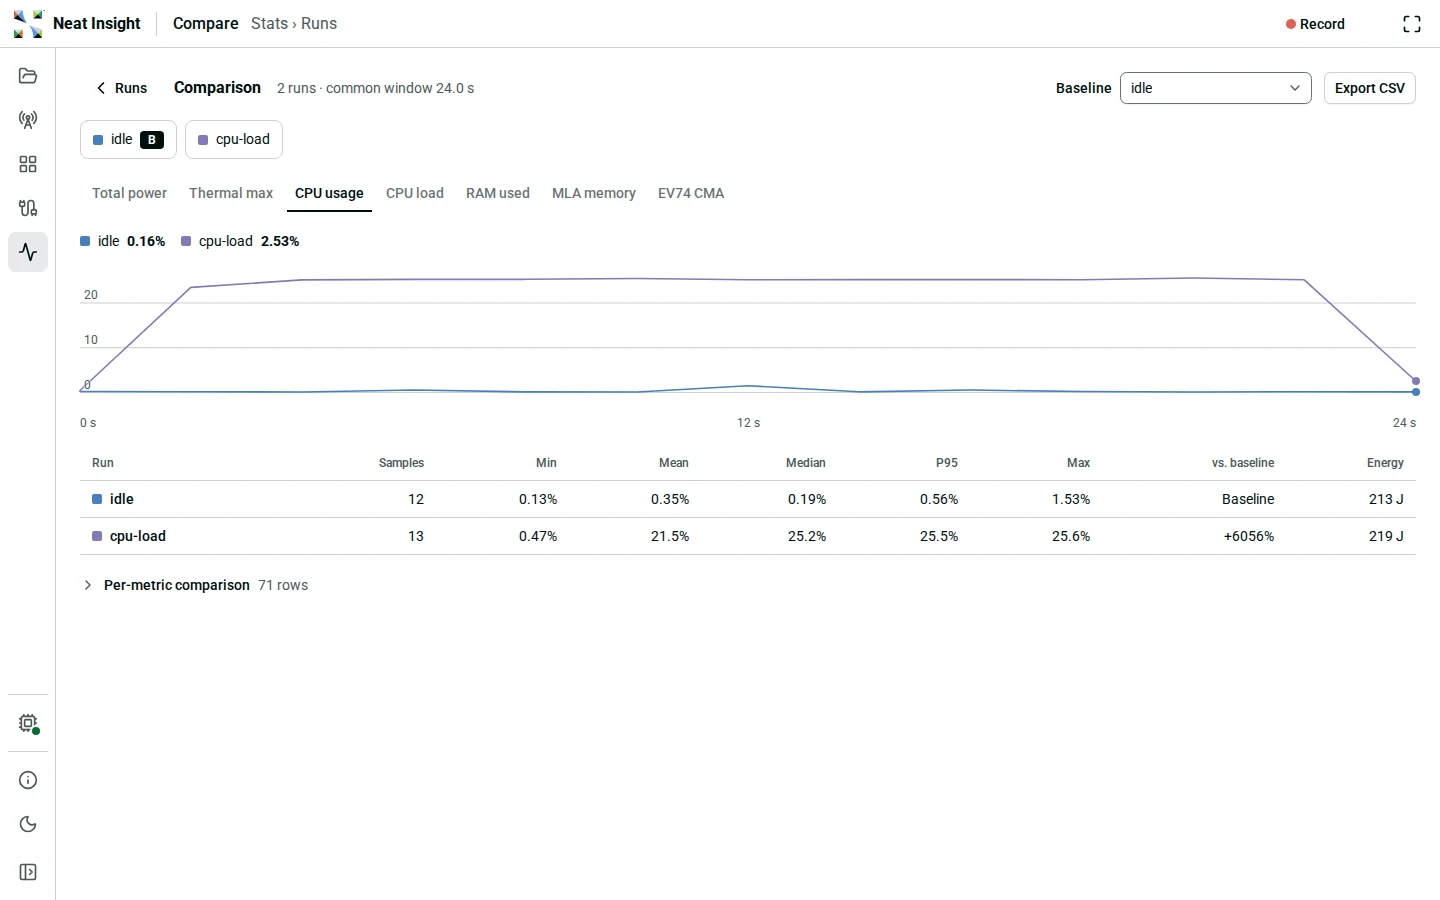 Neat Insight Compare Stats › Runs Record
Runs Comparison 2 runs · common window 24.0 s Baseline idle Export CSV
idle B cpu-load
Total power Thermal max CPU usage CPU load RAM used MLA memory EV74 CMA
idle 0.16% cpu-load 2.53%
20
10
0
0 s 12 s 24 s
Run Samples Min Mean Median P95 Max vs. baseline Energy
idle 12 0.13% 0.35% 0.19% 0.56% 1.53% Baseline 213 J
cpu-load 13 0.47% 21.5% 25.2% 25.5% 25.6% +6056% 219 J
Per-metric comparison 71 rows